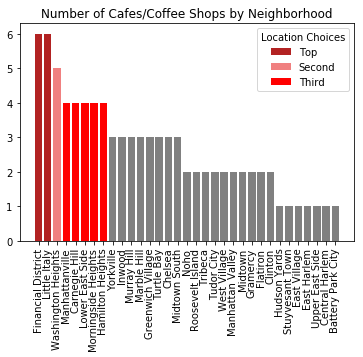 Number of Cafes/Coffee Shops by Neighborhood
Location Choices
Top
Second
Third
6
5
4
3
2
1
0
Financial District
Little Italy
Washington Heights
Manhattanville
Carnegie Hill
Lower East Side
Morningside Heights
Hamilton Heights
Yorkville
Inwood
Murray Hill
Marble Hill
Greenwich Village
Turtle Bay
Chelsea
Midtown South
Noho
Roosevelt Island
Tribeca
Tudor City
West Village
Manhattan Valley
Midtown
Gramercy
Flatiron
Clinton
Hudson Yards
Stuyvesant Town
East Village
East Harlem
Upper East Side
Central Harlem
Battery Park City